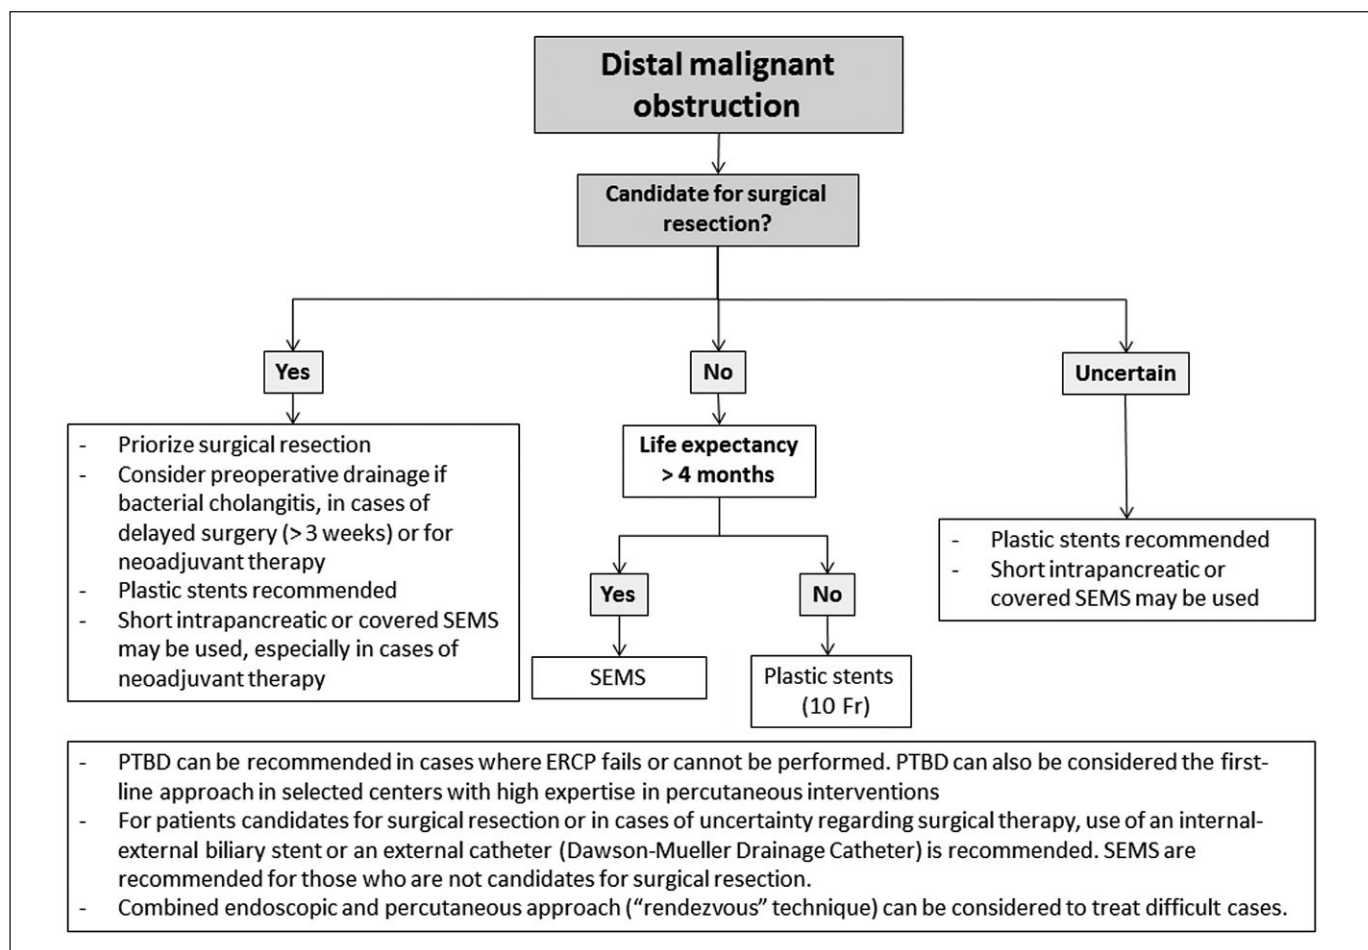 Distal malignant
obstruction
Candidate for surgical
resection?
Yes
No
Uncertain
- Priorize surgical resection
- Consider preoperative drainage if
bacterial cholangitis, in cases of
delayed surgery (> 3 weeks) or for
neoadjuvant therapy
- Plastic stents recommended
- Short intrapancreatic or covered SEMS
may be used, especially in cases of
neoadjuvant therapy
Life expectancy
> 4 months
- Plastic stents recommended
- Short intrapancreatic or
covered SEMS may be used
Yes
No
SEMS
Plastic stents
(10 Fr)
- PTBD can be recommended in cases where ERCP fails or cannot be performed. PTBD can also be considered the first-
line approach in selected centers with high expertise in percutaneous interventions
- For patients candidates for surgical resection or in cases of uncertainty regarding surgical therapy, use of an internal-
external biliary stent or an external catheter (Dawson-Mueller Drainage Catheter) is recommended. SEMS are
recommended for those who are not candidates for surgical resection.
- Combined endoscopic and percutaneous approach (“rendezvous” technique) can be considered to treat difficult cases.